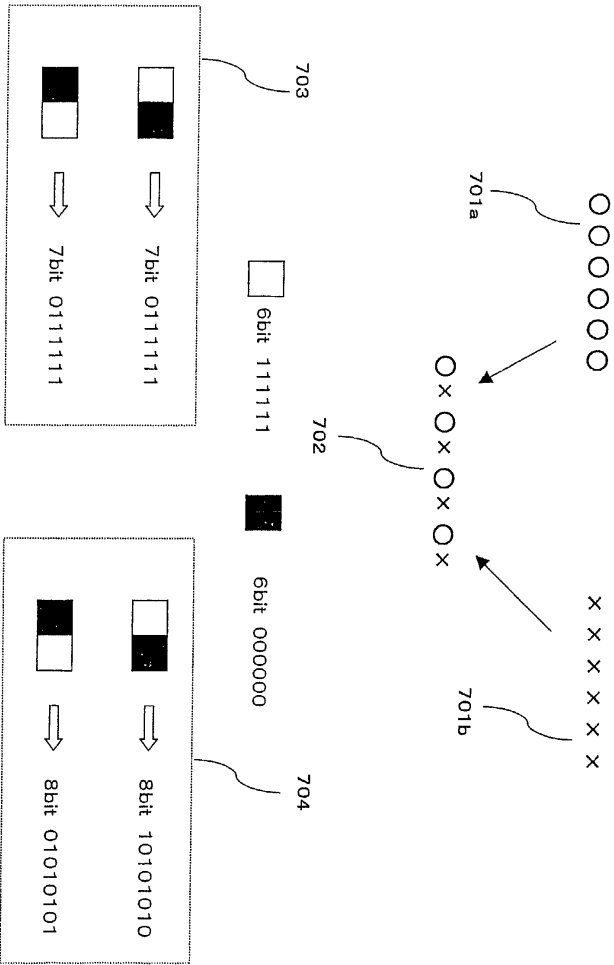 ○○○○○○ ××××××
701a 701b
○×○×○×○×
702
703 704
6bit 111111 6bit 000000
7bit 0111111 8bit 10101010
7bit 0111111 8bit 01010101